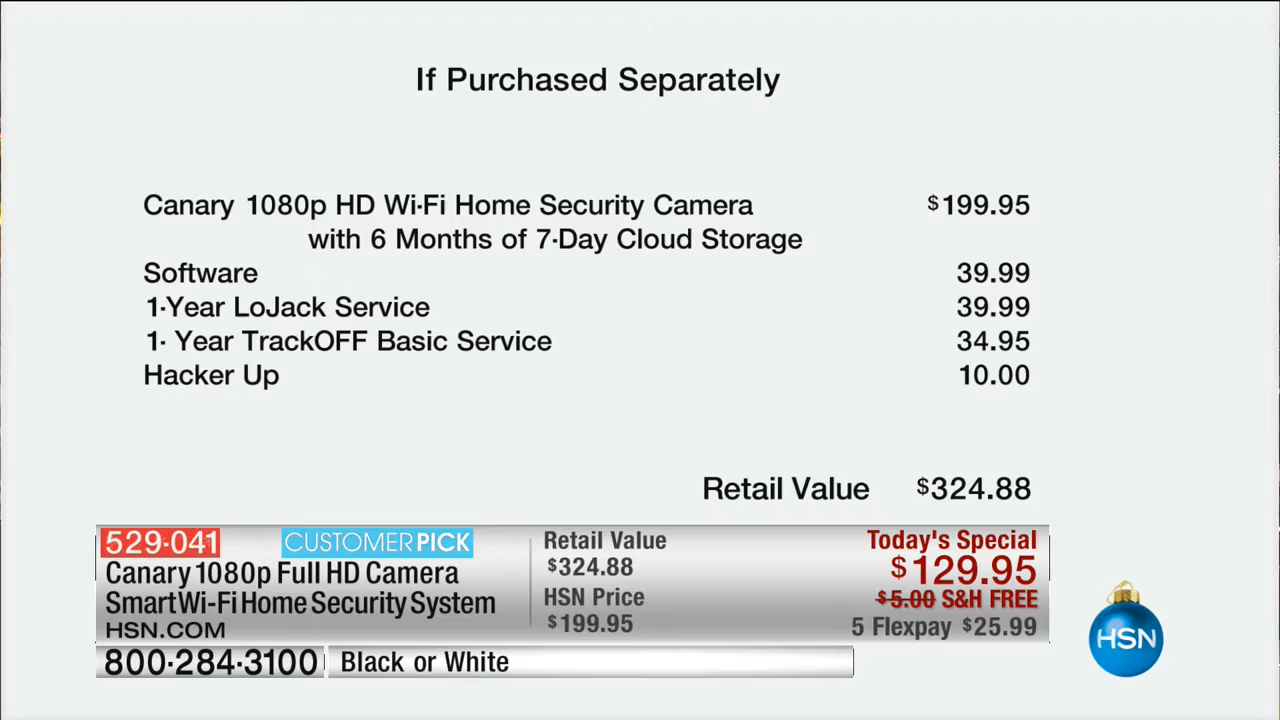 If Purchased Separately
Canary 1080p HD Wi-Fi Home Security Camera $199.95
with 6 Months of 7-Day Cloud Storage
Software 39.99
1-Year LoJack Service 39.99
1- Year TrackOFF Basic Service 34.95
Hacker Up 10.00
Retail Value $324.88
529-041 CUSTOMER PICK
Canary 1080p Full HD Camera
Smart Wi-Fi Home Security System
HSN.COM
Retail Value
$324.88
HSN Price
$199.95
Today's Special
$129.95
$5.00 S&H FREE
5 Flexpay $25.99
800-284-3100 Black or White
HSN